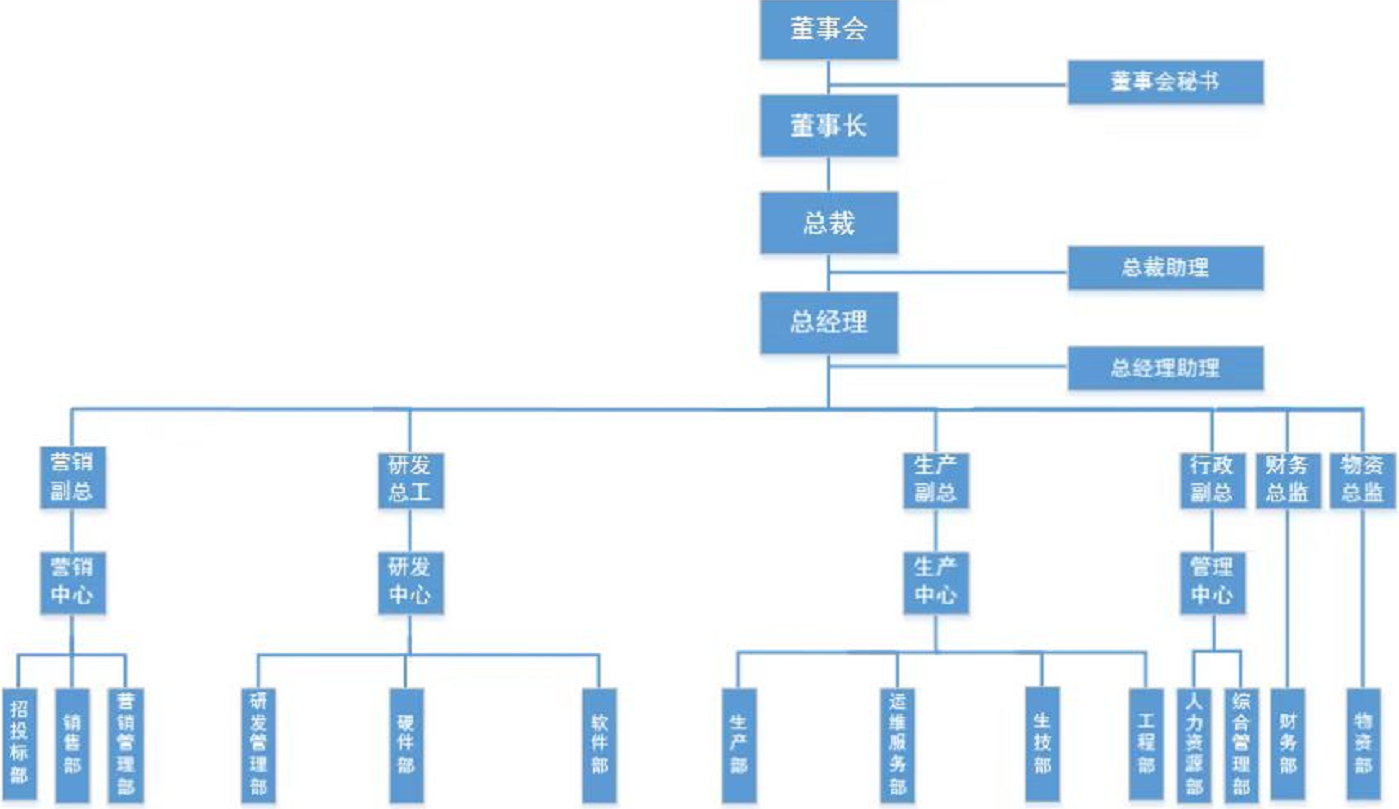 董事会
董事会秘书
董事长
总裁
总裁助理
总经理
总经理助理
营销
副总
研发
总工
生产
副总
行政
副总
财务
总监
物资
总监
营销
中心
研发
中心
生产
中心
管理
中心
招投标部
销售部
营销管理部
研发管理部
硬件部
软件部
生产部
运维服务部
生技部
工程部
人力资源部
综合管理部
财务部
物资部